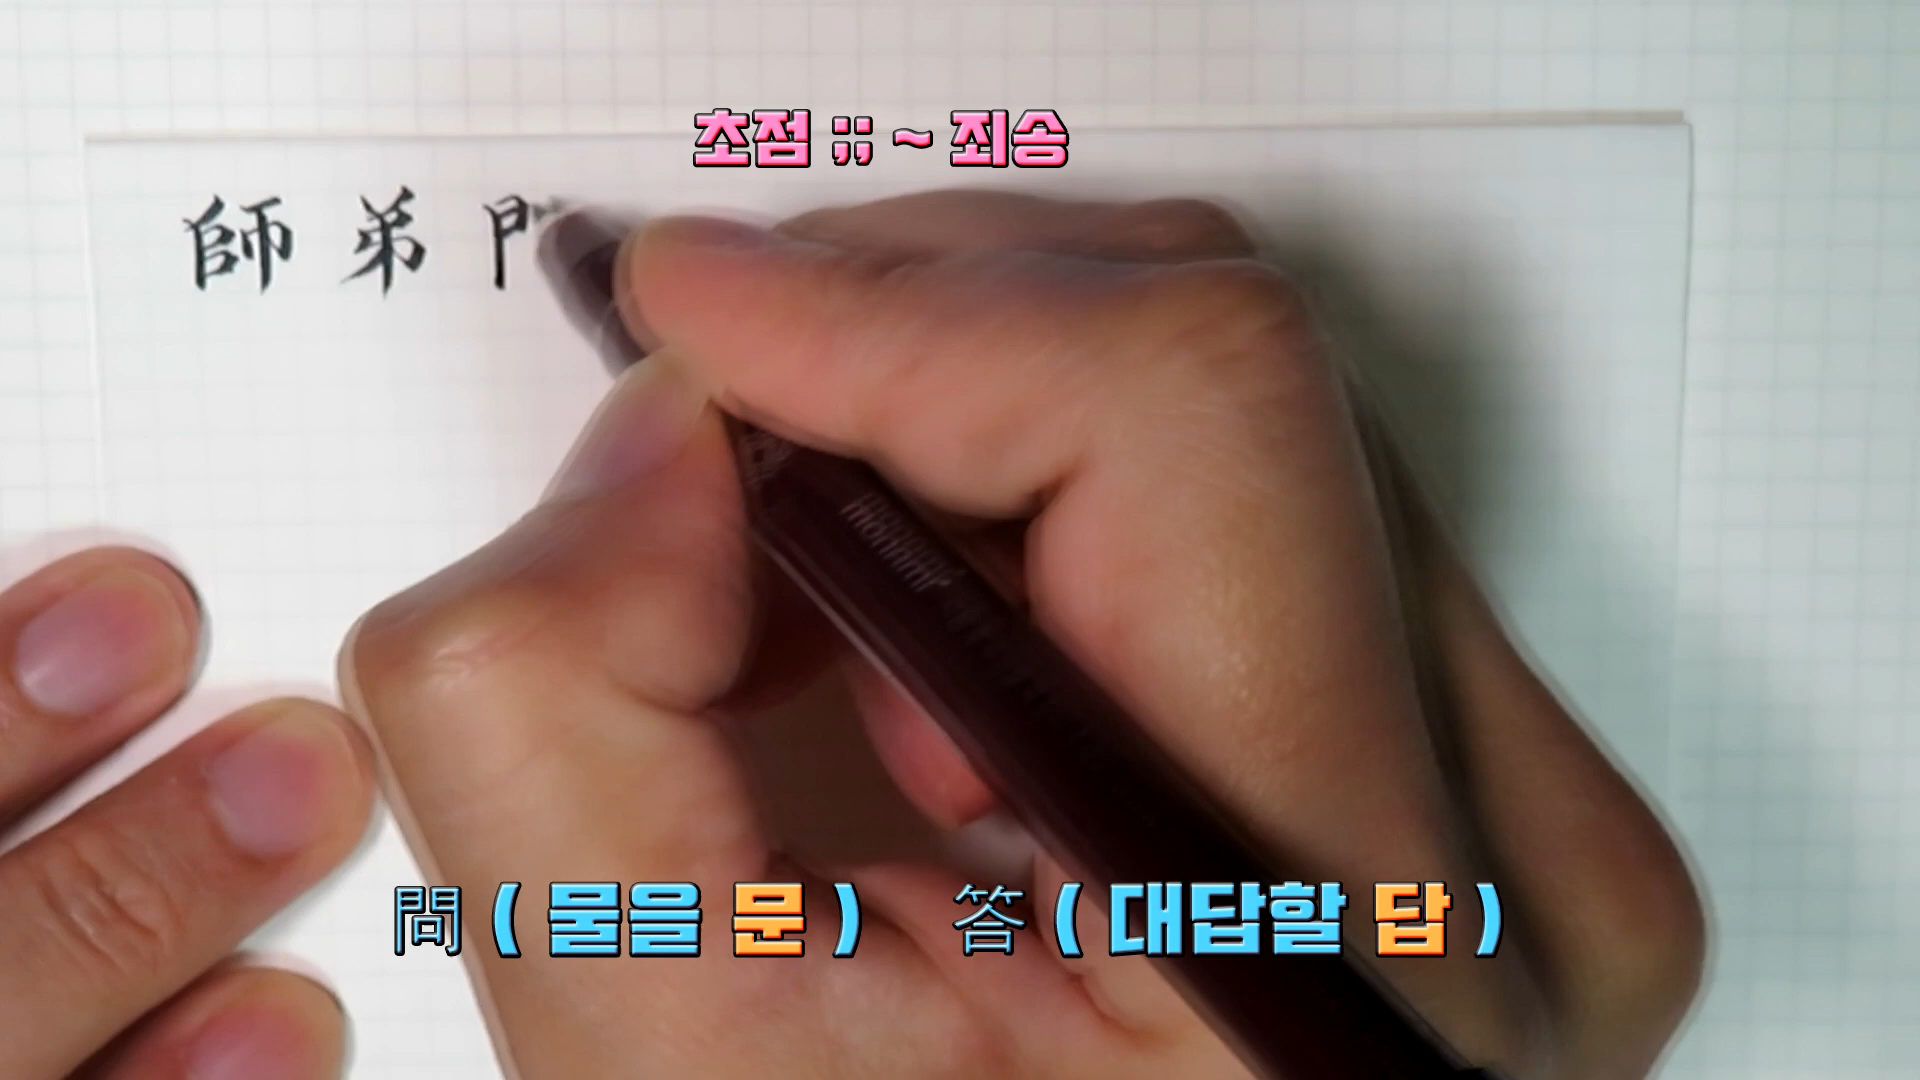 초점 ;; ~ 죄송
師弟
問 ( 물을 문 ) 答 ( 대답할 답 )